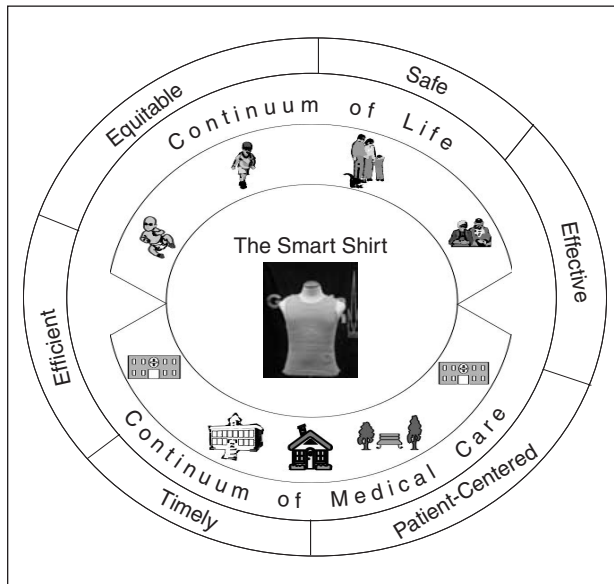 Safe
Effective
Patient-Centered
Timely
Efficient
Equitable
Continuum of Life
The Smart Shirt
Continuum of Medical Care